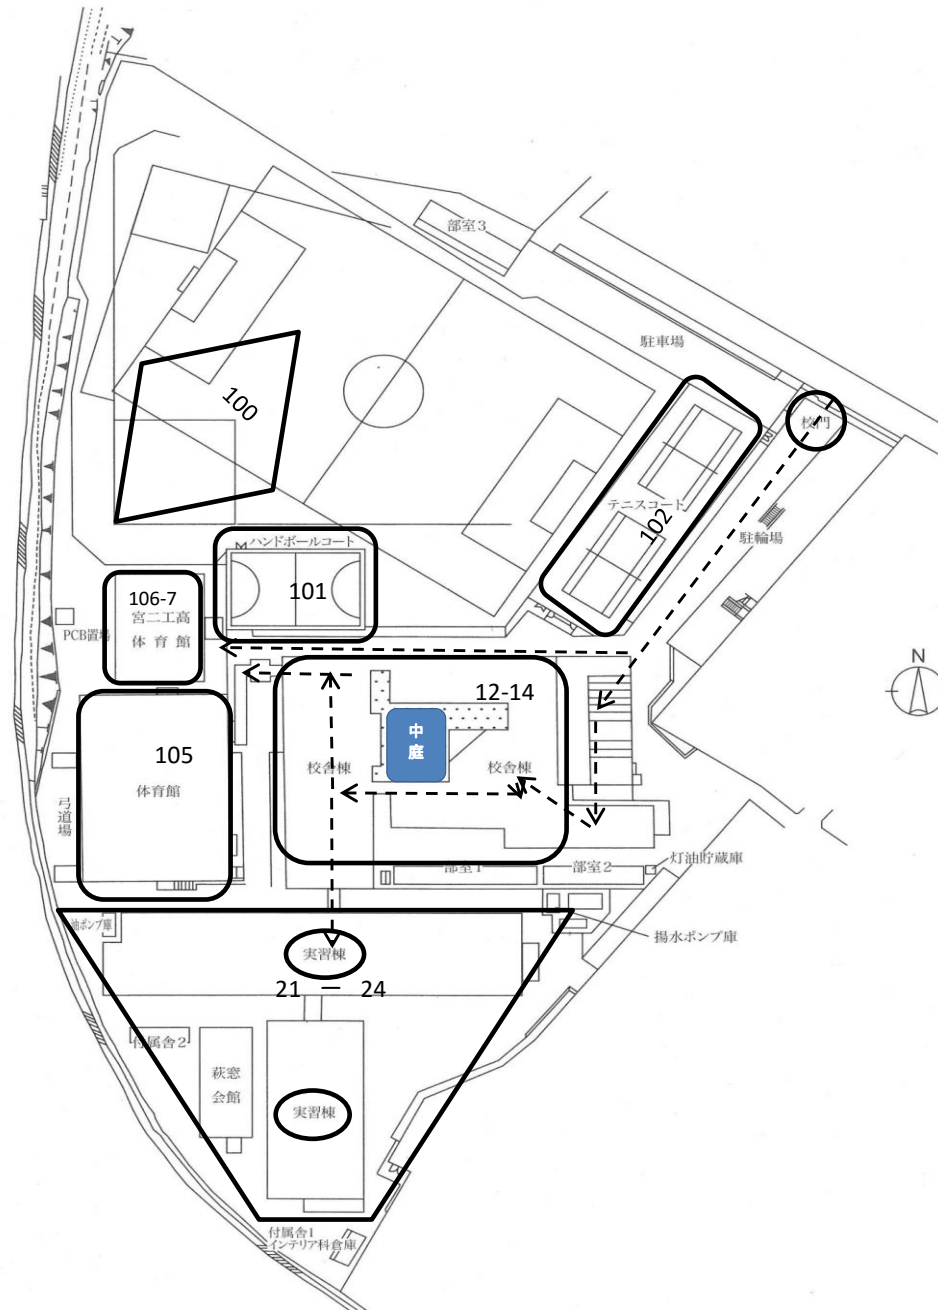 部室3
駐車場
校門
100
テニスコート
102
駐輪場
ハンドボールコート
101
106-7
宮二工高
体育館
PCB置場
N
12-14
中庭
校舎棟
校舎棟
105
体育館
弓道場
部室1
部室2
灯油貯蔵庫
油ポンプ庫
揚水ポンプ庫
実習棟
21 ― 24
付属舎2
萩窓
会館
実習棟
付属舎1
インテリア科倉庫